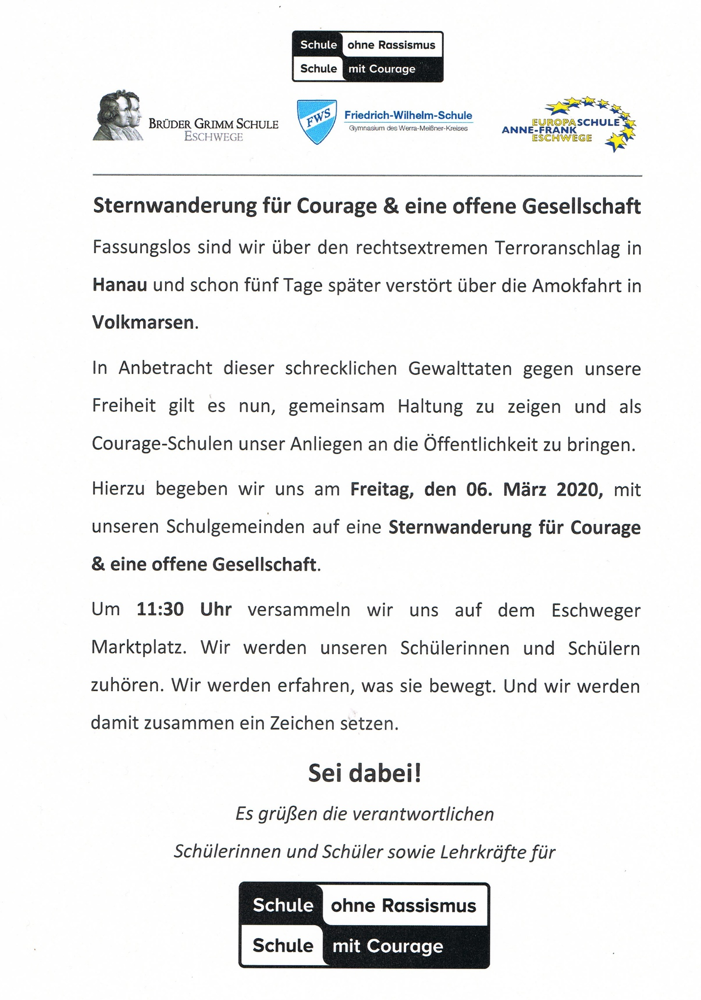 Schule ohne Rassismus
Schule mit Courage
BRÜDER GRIMM SCHULE
ESCHWEGE
FWS
Friedrich-Wilhelm-Schule
Gymnasium des Werra-Meißner-Kreises
EUROPASCHULE
ANNE-FRANK
ESCHWEGE
Sternwanderung für Courage & eine offene Gesellschaft
Fassungslos sind wir über den rechtsextremen Terroranschlag in
Hanau und schon fünf Tage später verstört über die Amokfahrt in
Volkmarsen.
In Anbetracht dieser schrecklichen Gewalttaten gegen unsere
Freiheit gilt es nun, gemeinsam Haltung zu zeigen und als
Courage-Schulen unser Anliegen an die Öffentlichkeit zu bringen.
Hierzu begeben wir uns am Freitag, den 06. März 2020, mit
unseren Schulgemeinden auf eine Sternwanderung für Courage
& eine offene Gesellschaft.
Um 11:30 Uhr versammeln wir uns auf dem Eschweger
Marktplatz. Wir werden unseren Schülerinnen und Schülern
zuhören. Wir werden erfahren, was sie bewegt. Und wir werden
damit zusammen ein Zeichen setzen.
Sei dabei!
Es grüßen die verantwortlichen
Schülerinnen und Schüler sowie Lehrkräfte für
Schule ohne Rassismus
Schule mit Courage